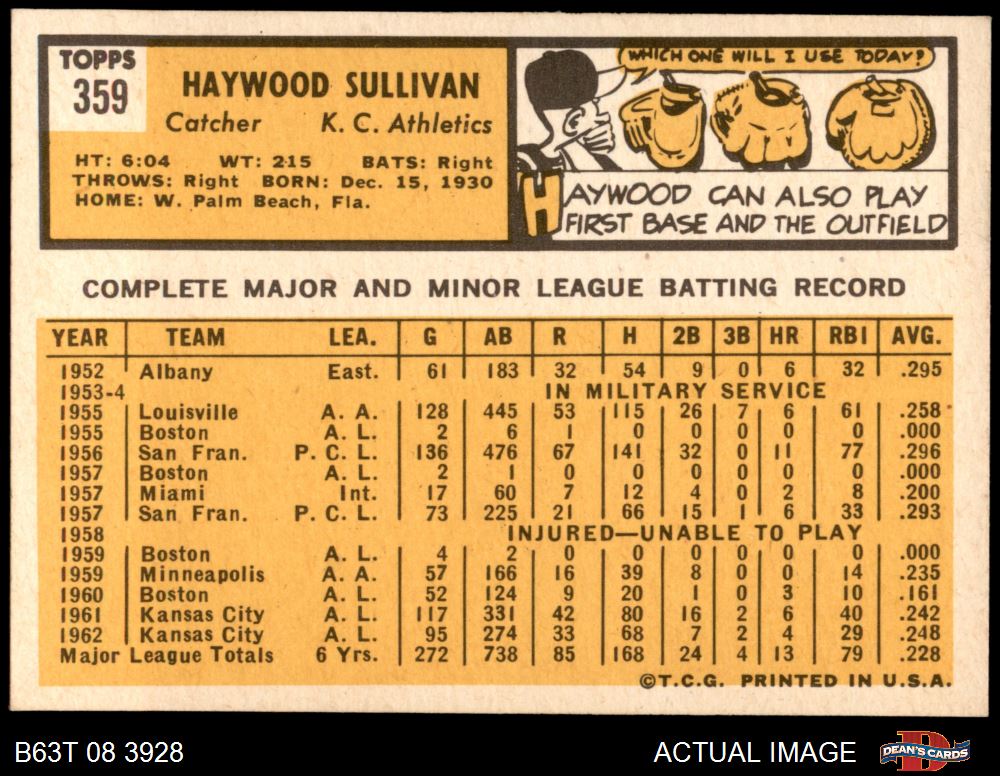 TOPPS
359
HAYWOOD SULLIVAN
Catcher K. C. Athletics
HT: 6:04 WT: 215 BATS: Right
THROWS: Right BORN: Dec. 15, 1930
HOME: W. Palm Beach, Fla.
WHICH ONE WILL I USE TODAY?
HAYWOOD CAN ALSO PLAY
FIRST BASE AND THE OUTFIELD
COMPLETE MAJOR AND MINOR LEAGUE BATTING RECORD
YEAR TEAM LEA. G AB R H 2B 3B HR RBI AVG.
1952 Albany East. 61 183 32 54 9 0 6 32 .295
1953-4 IN MILITARY SERVICE
1955 Louisville A. A. 128 445 53 115 26 7 6 61 .258
1955 Boston A. L. 2 6 1 0 0 0 0 0 .000
1956 San Fran. P. C. L. 136 476 67 141 32 0 11 77 .296
1957 Boston A. L. 2 1 0 0 0 0 0 0 .000
1957 Miami Int. 17 60 7 12 4 0 2 8 .200
1957 San Fran. P. C. L. 73 225 21 66 15 1 6 33 .293
1958 INJURED—UNABLE TO PLAY
1959 Boston A. L. 4 2 0 0 0 0 0 0 .000
1959 Minneapolis A. A. 57 166 16 39 8 0 0 14 .235
1960 Boston A. L. 52 124 9 20 1 0 3 10 .161
1961 Kansas City A. L. 117 331 42 80 16 2 6 40 .242
1962 Kansas City A. L. 95 274 33 68 7 2 4 29 .248
Major League Totals 6 Yrs. 272 738 85 168 24 4 13 79 .228
©T.C.G. PRINTED IN U.S.A.
B63T 08 3928 ACTUAL IMAGE DEAN'S CARDS